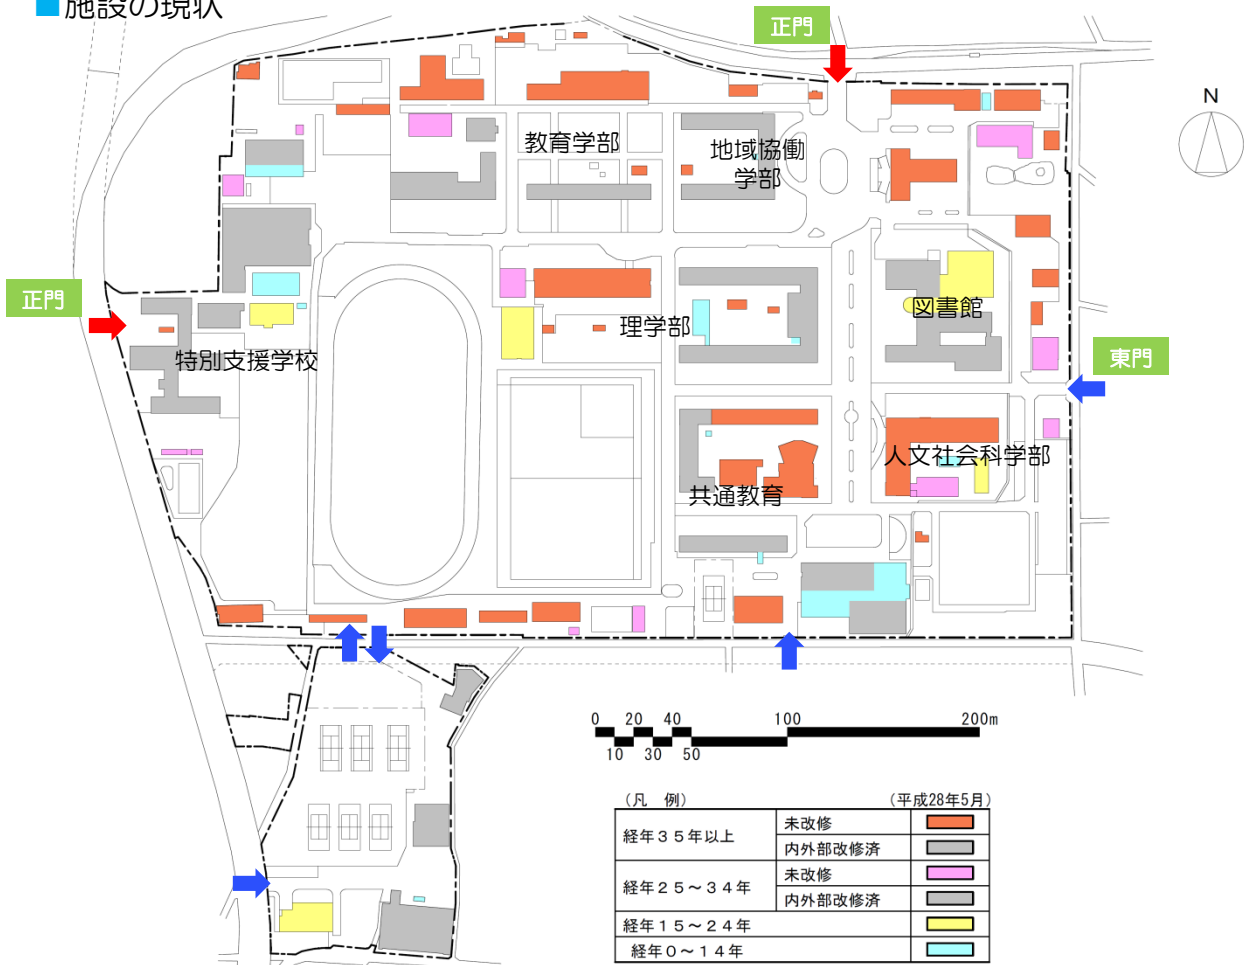 ■施設の現状
正門
N
教育学部
地域協働
学部
正門
図書館
理学部
特別支援学校
東門
人文社会科学部
共通教育
0 20 40 100 200m
10 30 50
(凡 例) (平成28年5月)
経年35年以上 未改修
内外部改修済
経年25~34年 未改修
内外部改修済
経年15~24年
経年0~14年